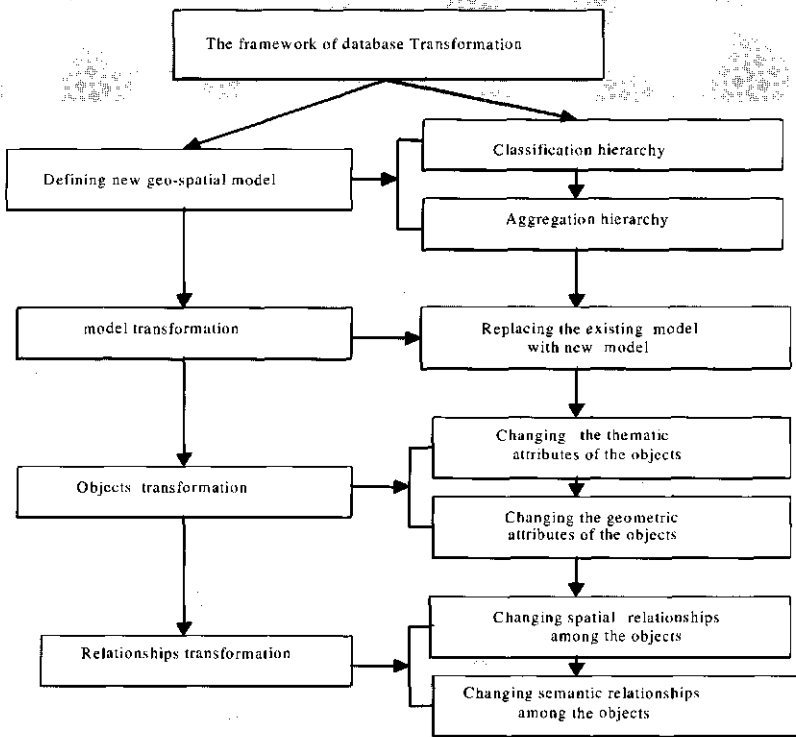 The framework of database Transformation
Classification hierarchy
Defining new geo-spatial model
Aggregation hierarchy
model transformation
Replacing the existing model
with new model
Changing the thematic
attributes of the objects
Objects transformation
Changing the geometric
attributes of the objects
Changing spatial relationships
among the objects
Relationships transformation
Changing semantic relationships
among the objects